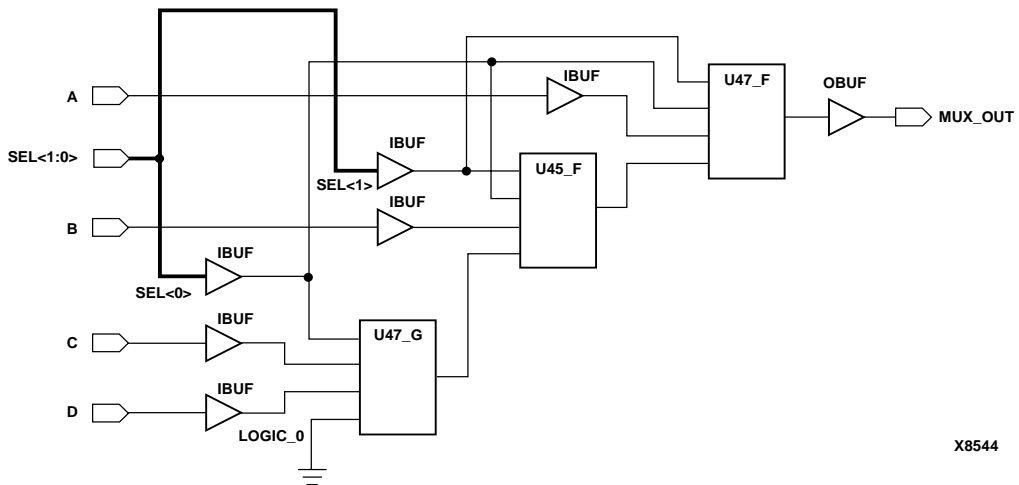 U47_F
IBUF
OBUF
A
MUX_OUT
IBUF
SEL<1:0>
U45_F
SEL<1>
IBUF
B
IBUF
SEL<0>
IBUF
U47_G
C
IBUF
D
LOGIC_0
X8544